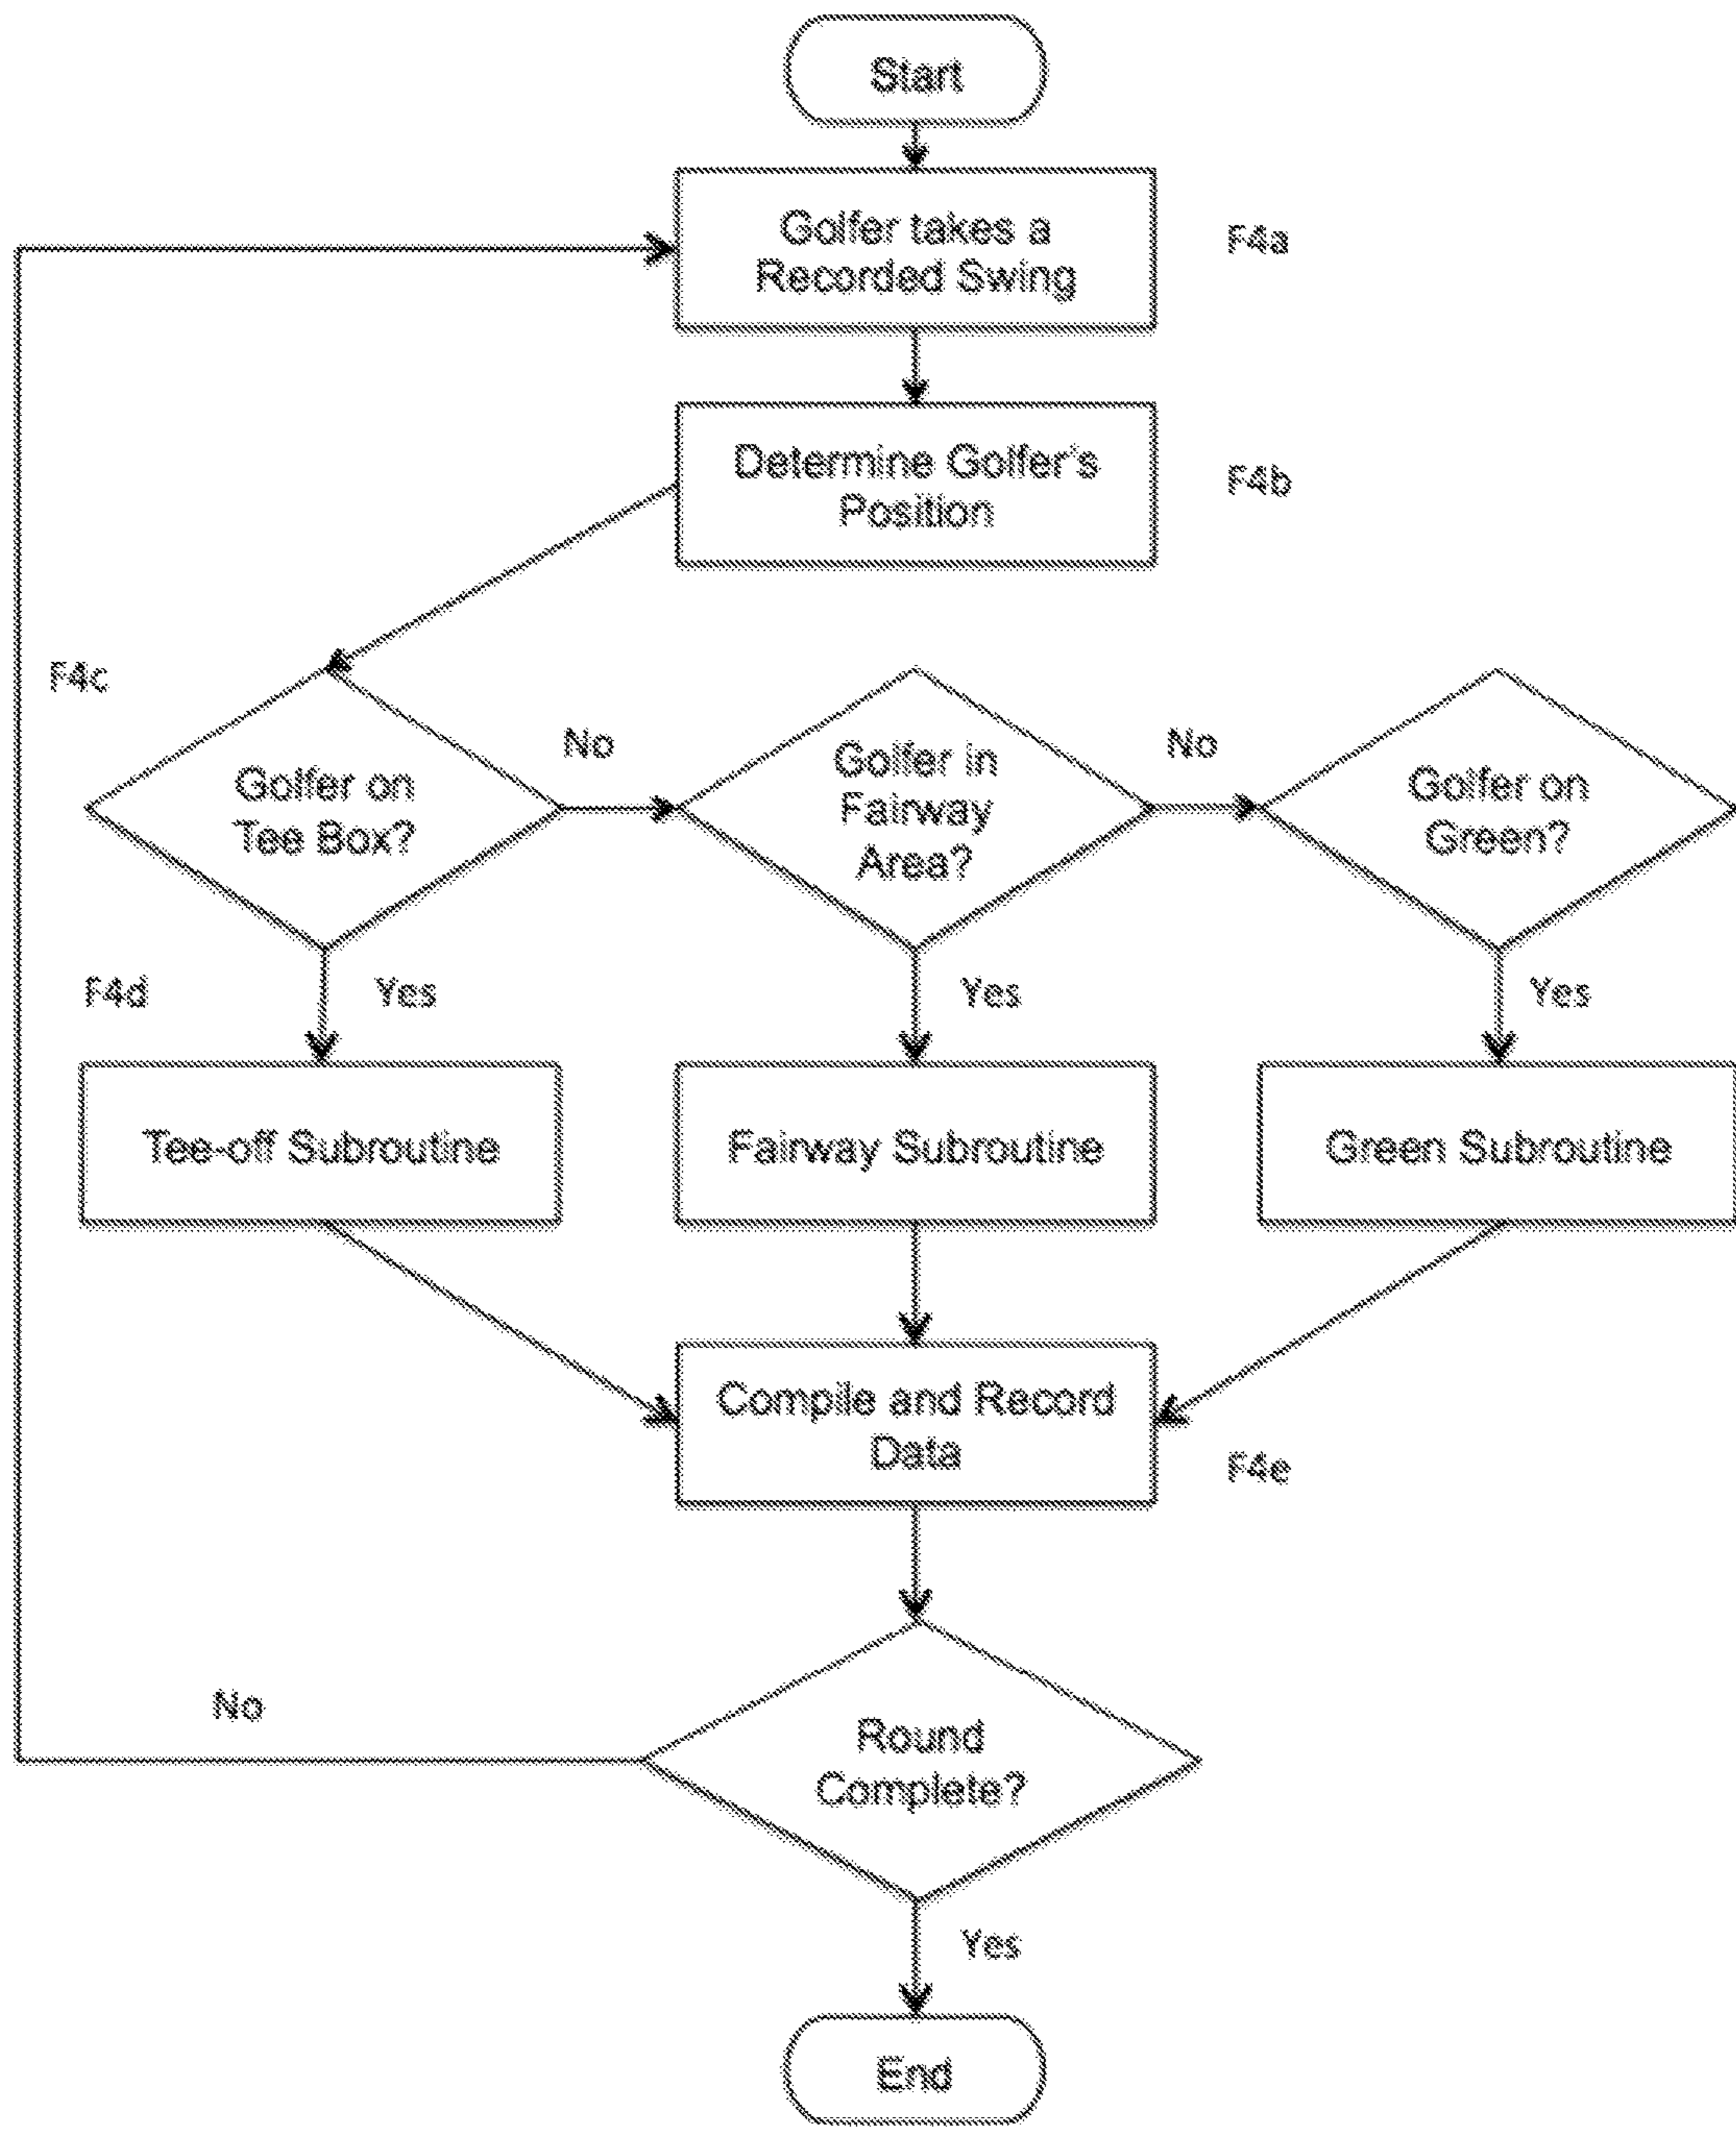 Start
Golfer takes a
Recorded Swing
F4a
Determine Golfer's
Position
F4b
F4c
Golfer on
Tee Box?
No
Golfer in
Fairway
Area?
No
Golfer on
Green?
F4d
Yes
Yes
Yes
Tee-off Subroutine
Fairway Subroutine
Green Subroutine
Compile and Record
Data
F4e
No
Round
Complete?
Yes
End